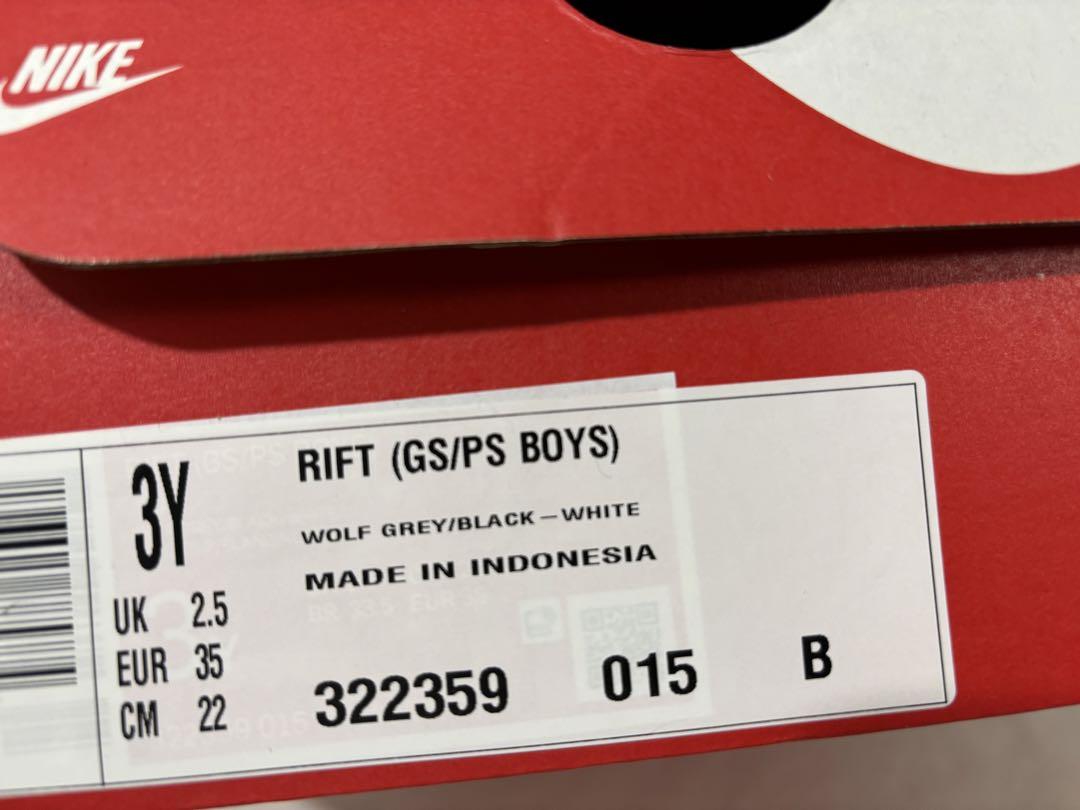 NIKE
3Y
UK 2.5
EUR 35
CM 22
RIFT (GS/PS BOYS)
WOLF GREY/BLACK–WHITE
MADE IN INDONESIA
322359 015 B